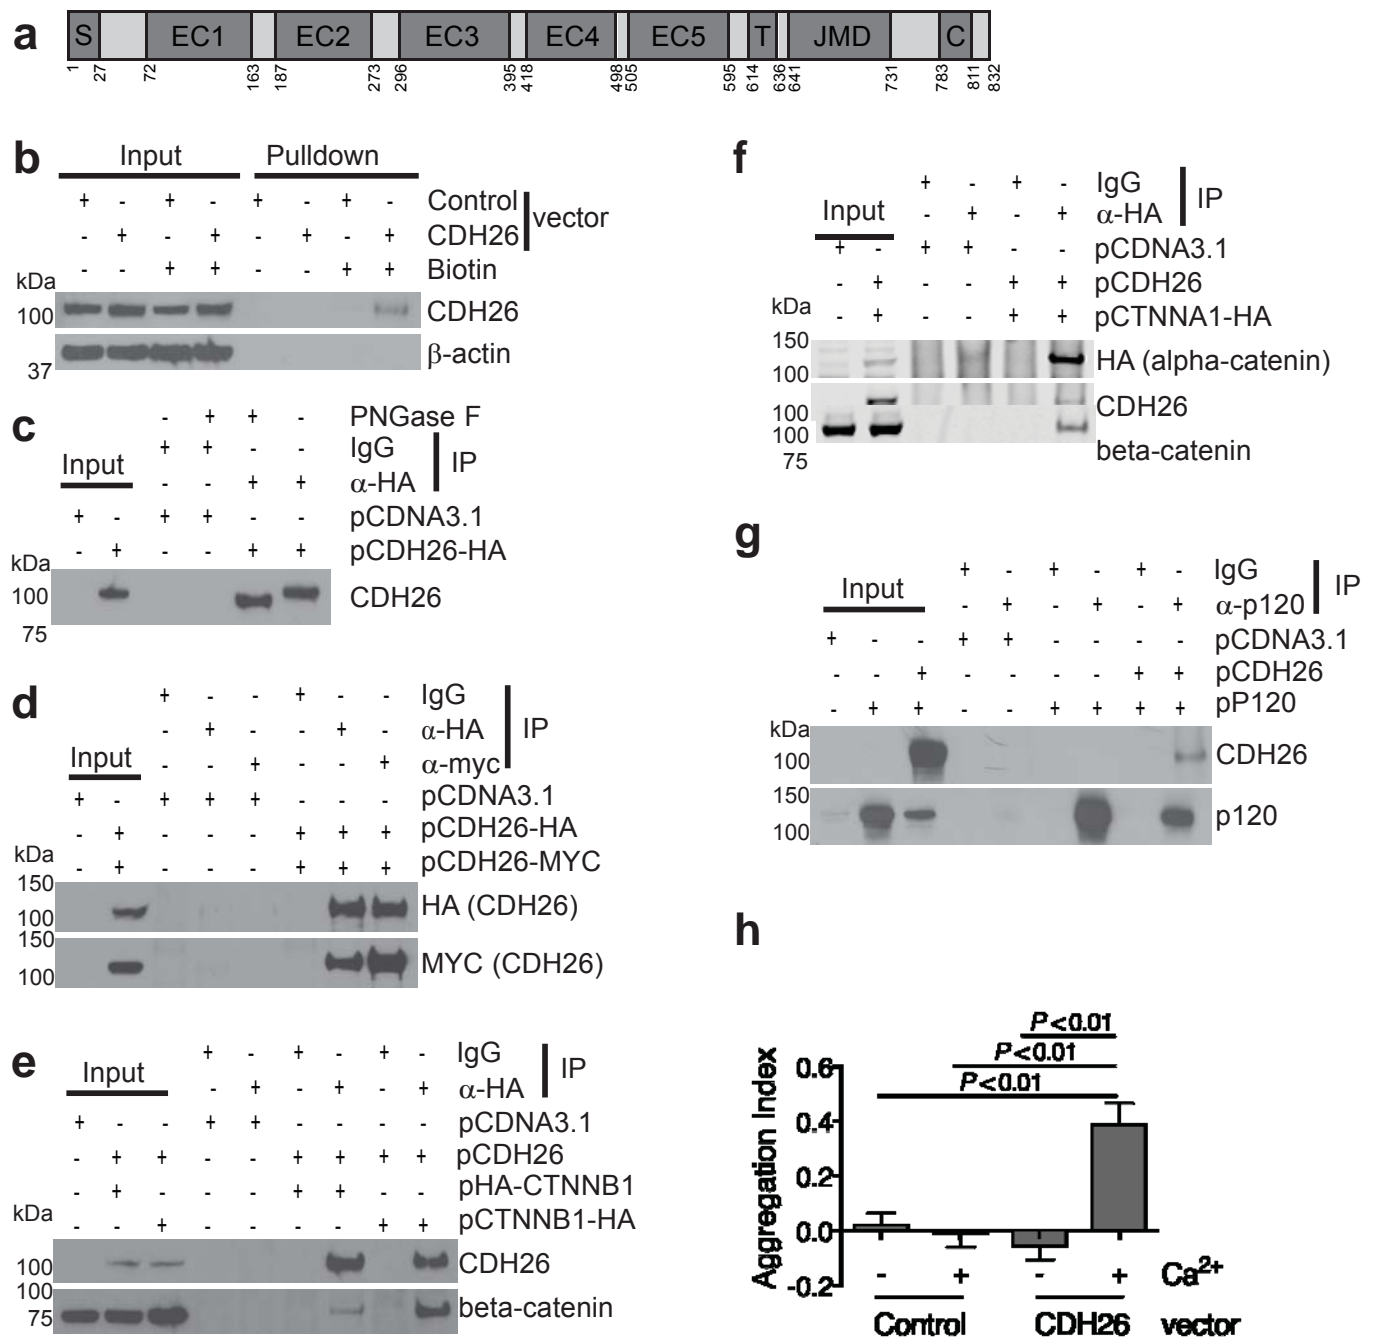 a
S EC1 EC2 EC3 EC4 EC5 T JMD C
1 27 72 163 187 273 296 395 418 498 505 595 614 636 641 731 783 811 832
b
Input Pulldown
+ - + - + - + - Control
- + - + - + - + CDH26
vector
- - + + - - + + Biotin
kDa
100 CDH26
37 β-actin
c
- + + - PNGase F
+ + - - IgG
Input - - + + α-HA
IP
+ - + + - - pCDNA3.1
- + - - + + pCDH26-HA
kDa
100 CDH26
75
d
+ - - + - - IgG
- + - - + - α-HA
IP
Input - - + - - + α-myc
+ - + + + - - - pCDNA3.1
- + - - - + + + pCDH26-HA
- + - - - + + + pCDH26-MYC
kDa
150
100 HA (CDH26)
150
100 MYC (CDH26)
e
+ - + - + - IgG
Input - + - + - + α-HA
IP
+ - - + + - - - - pCDNA3.1
- + + - - + + + + pCDH26
- + - - - + + - - pHA-CTNNB1
- - + - - - - + + pCTNNB1-HA
kDa
100 CDH26
100
75 beta-catenin
f
+ - + - IgG
Input - + - + α-HA
IP
+ - + + - - pCDNA3.1
- + - - + + pCDH26
- + - - + + pCTNNA1-HA
kDa
150
100 HA (alpha-catenin)
100 CDH26
100
75 beta-catenin
g
+ - + - + - IgG
Input - + - + - + α-p120
IP
+ - - + + - - - - pCDNA3.1
- - + - - - - + + pCDH26
- + + - - + + + + pP120
kDa
100 CDH26
150
100 p120
h
P<0.01
P<0.01
P<0.01
Aggregation Index
0.6
0.4
0.2
0.0
-0.2
- + - + Ca2+
Control CDH26 vector